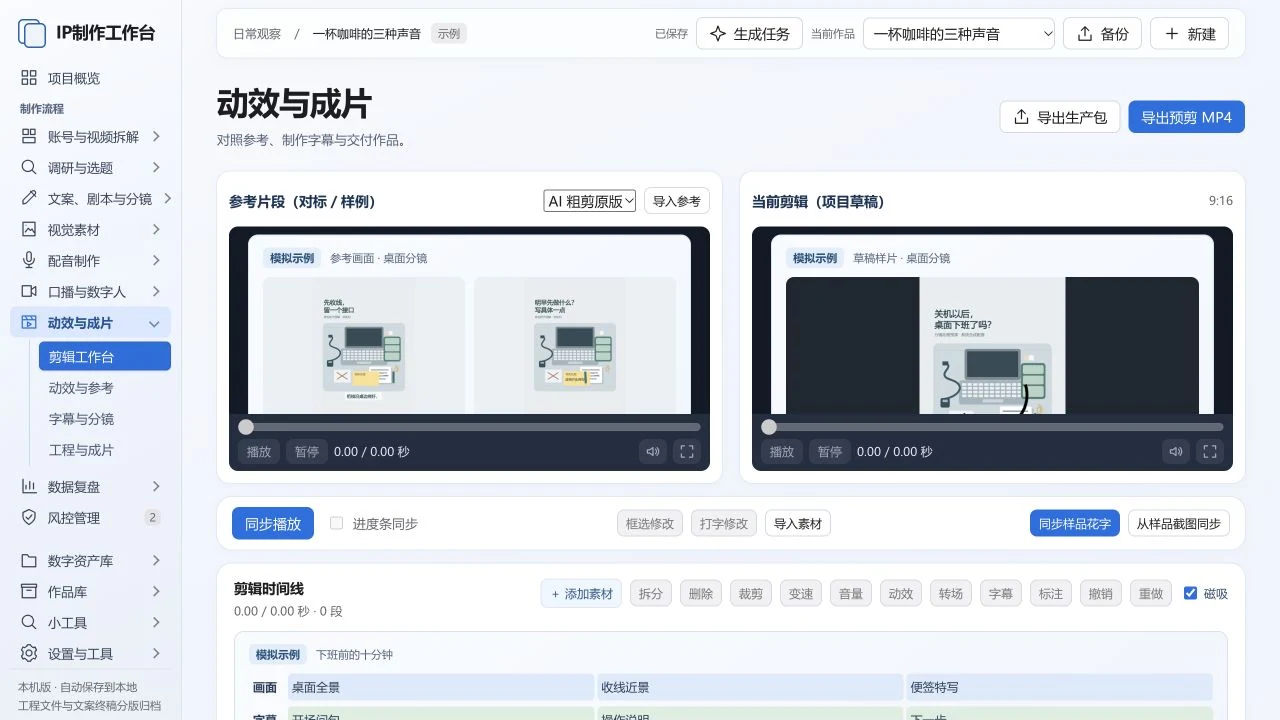 IP制作工作台
项目概览
制作流程
账号与视频拆解
调研与选题
文案、剧本与分镜
视觉素材
配音制作
口播与数字人
动效与成片
剪辑工作台
动效与参考
字幕与分镜
工程与成片
数据复盘
风控管理 2
数字资产库
作品库
小工具
设置与工具
本机版 · 自动保存到本地
工程文件与文案终稿分版归档
日常观察 / 一杯咖啡的三种声音 示例 已保存 生成任务 当前作品 一杯咖啡的三种声音 备份 新建
动效与成片
对照参考、制作字幕与交付作品。
导出生产包 导出预剪 MP4
参考片段（对标 / 样例） AI 粗剪原版 导入参考
模拟示例 参考画面 · 桌面分镜
先收线，
留一个接口
明早先做什么？
写具体一点
播放 暂停 0.00 / 0.00 秒
当前剪辑（项目草稿） 9:16
模拟示例 草稿样片 · 桌面分镜
关机以后，
桌面下班了吗？
播放 暂停 0.00 / 0.00 秒
同步播放 进度条同步 框选修改 打字修改 导入素材 同步样品花字 从样品截图同步
剪辑时间线
0.00 / 0.00 秒 · 0 段
+ 添加素材 拆分 删除 裁剪 变速 音量 动效 转场 字幕 标注 撤销 重做 磁吸
模拟示例 下班前的十分钟
画面 桌面全景 收线近景 便签特写
字幕 开场问句 操作说明 下一步